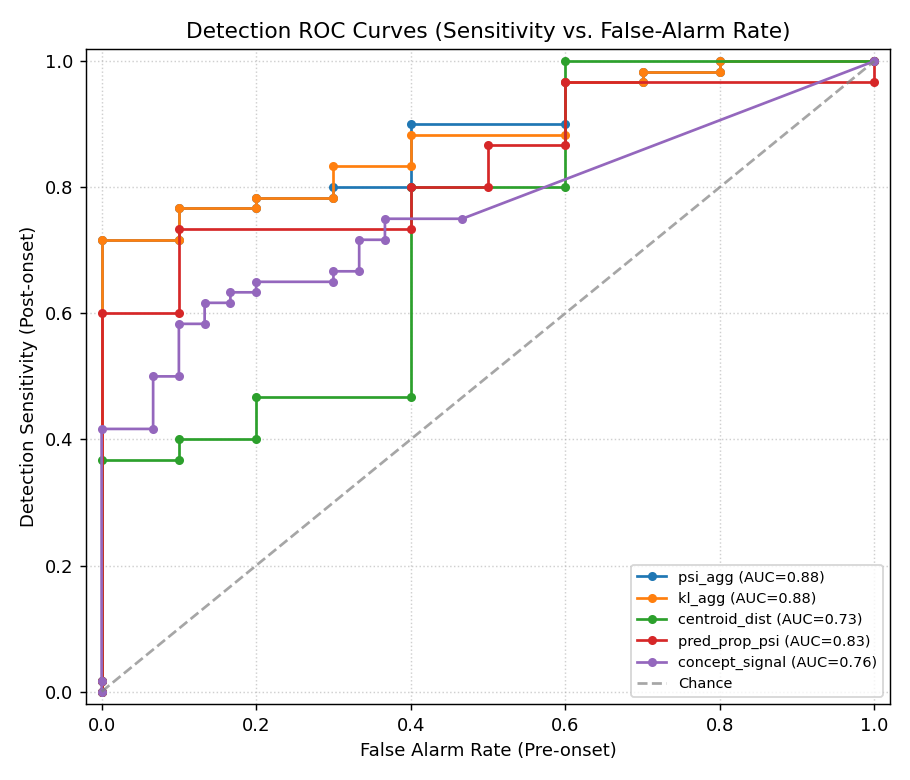 Detection ROC Curves (Sensitivity vs. False-Alarm Rate)
Detection Sensitivity (Post-onset)
1.0
0.8
0.6
0.4
0.2
0.0
0.0 0.2 0.4 0.6 0.8 1.0
False Alarm Rate (Pre-onset)
psi_agg (AUC=0.88)
kl_agg (AUC=0.88)
centroid_dist (AUC=0.73)
pred_prop_psi (AUC=0.83)
concept_signal (AUC=0.76)
Chance